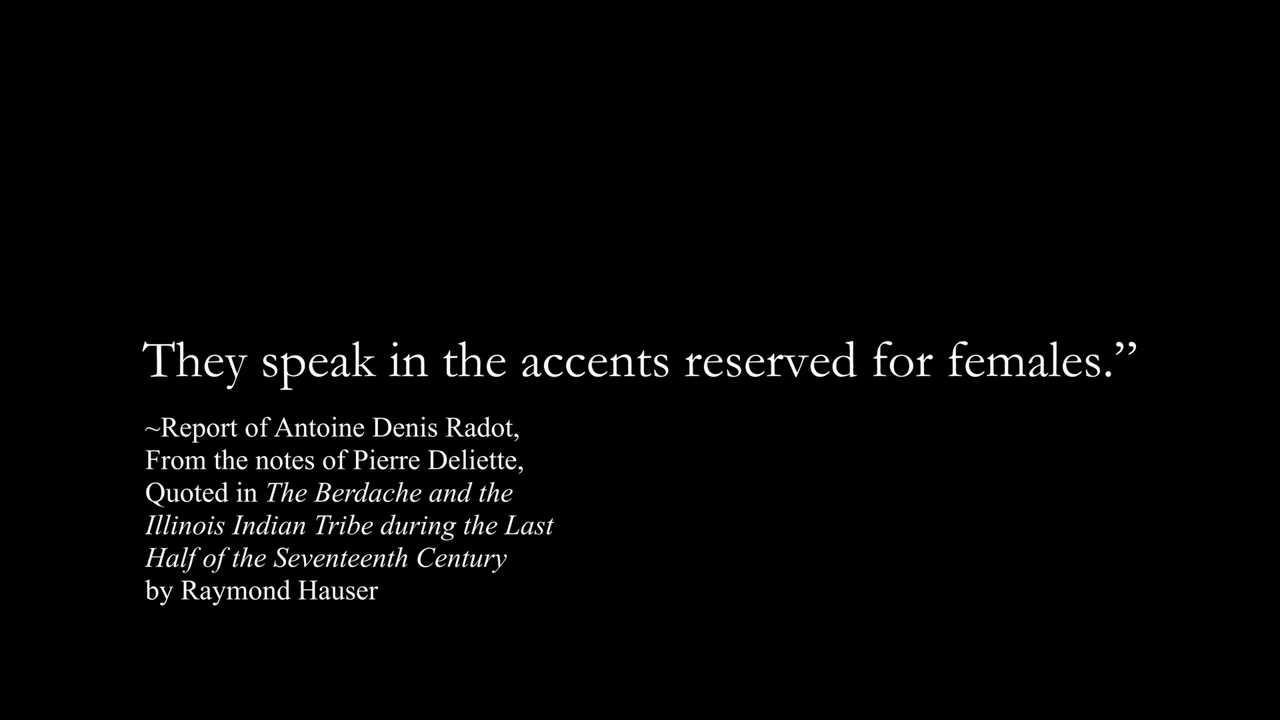 They speak in the accents reserved for females.”
~Report of Antoine Denis Radot,
From the notes of Pierre Deliette,
Quoted in The Berdache and the
Illinois Indian Tribe during the Last
Half of the Seventeenth Century
by Raymond Hauser